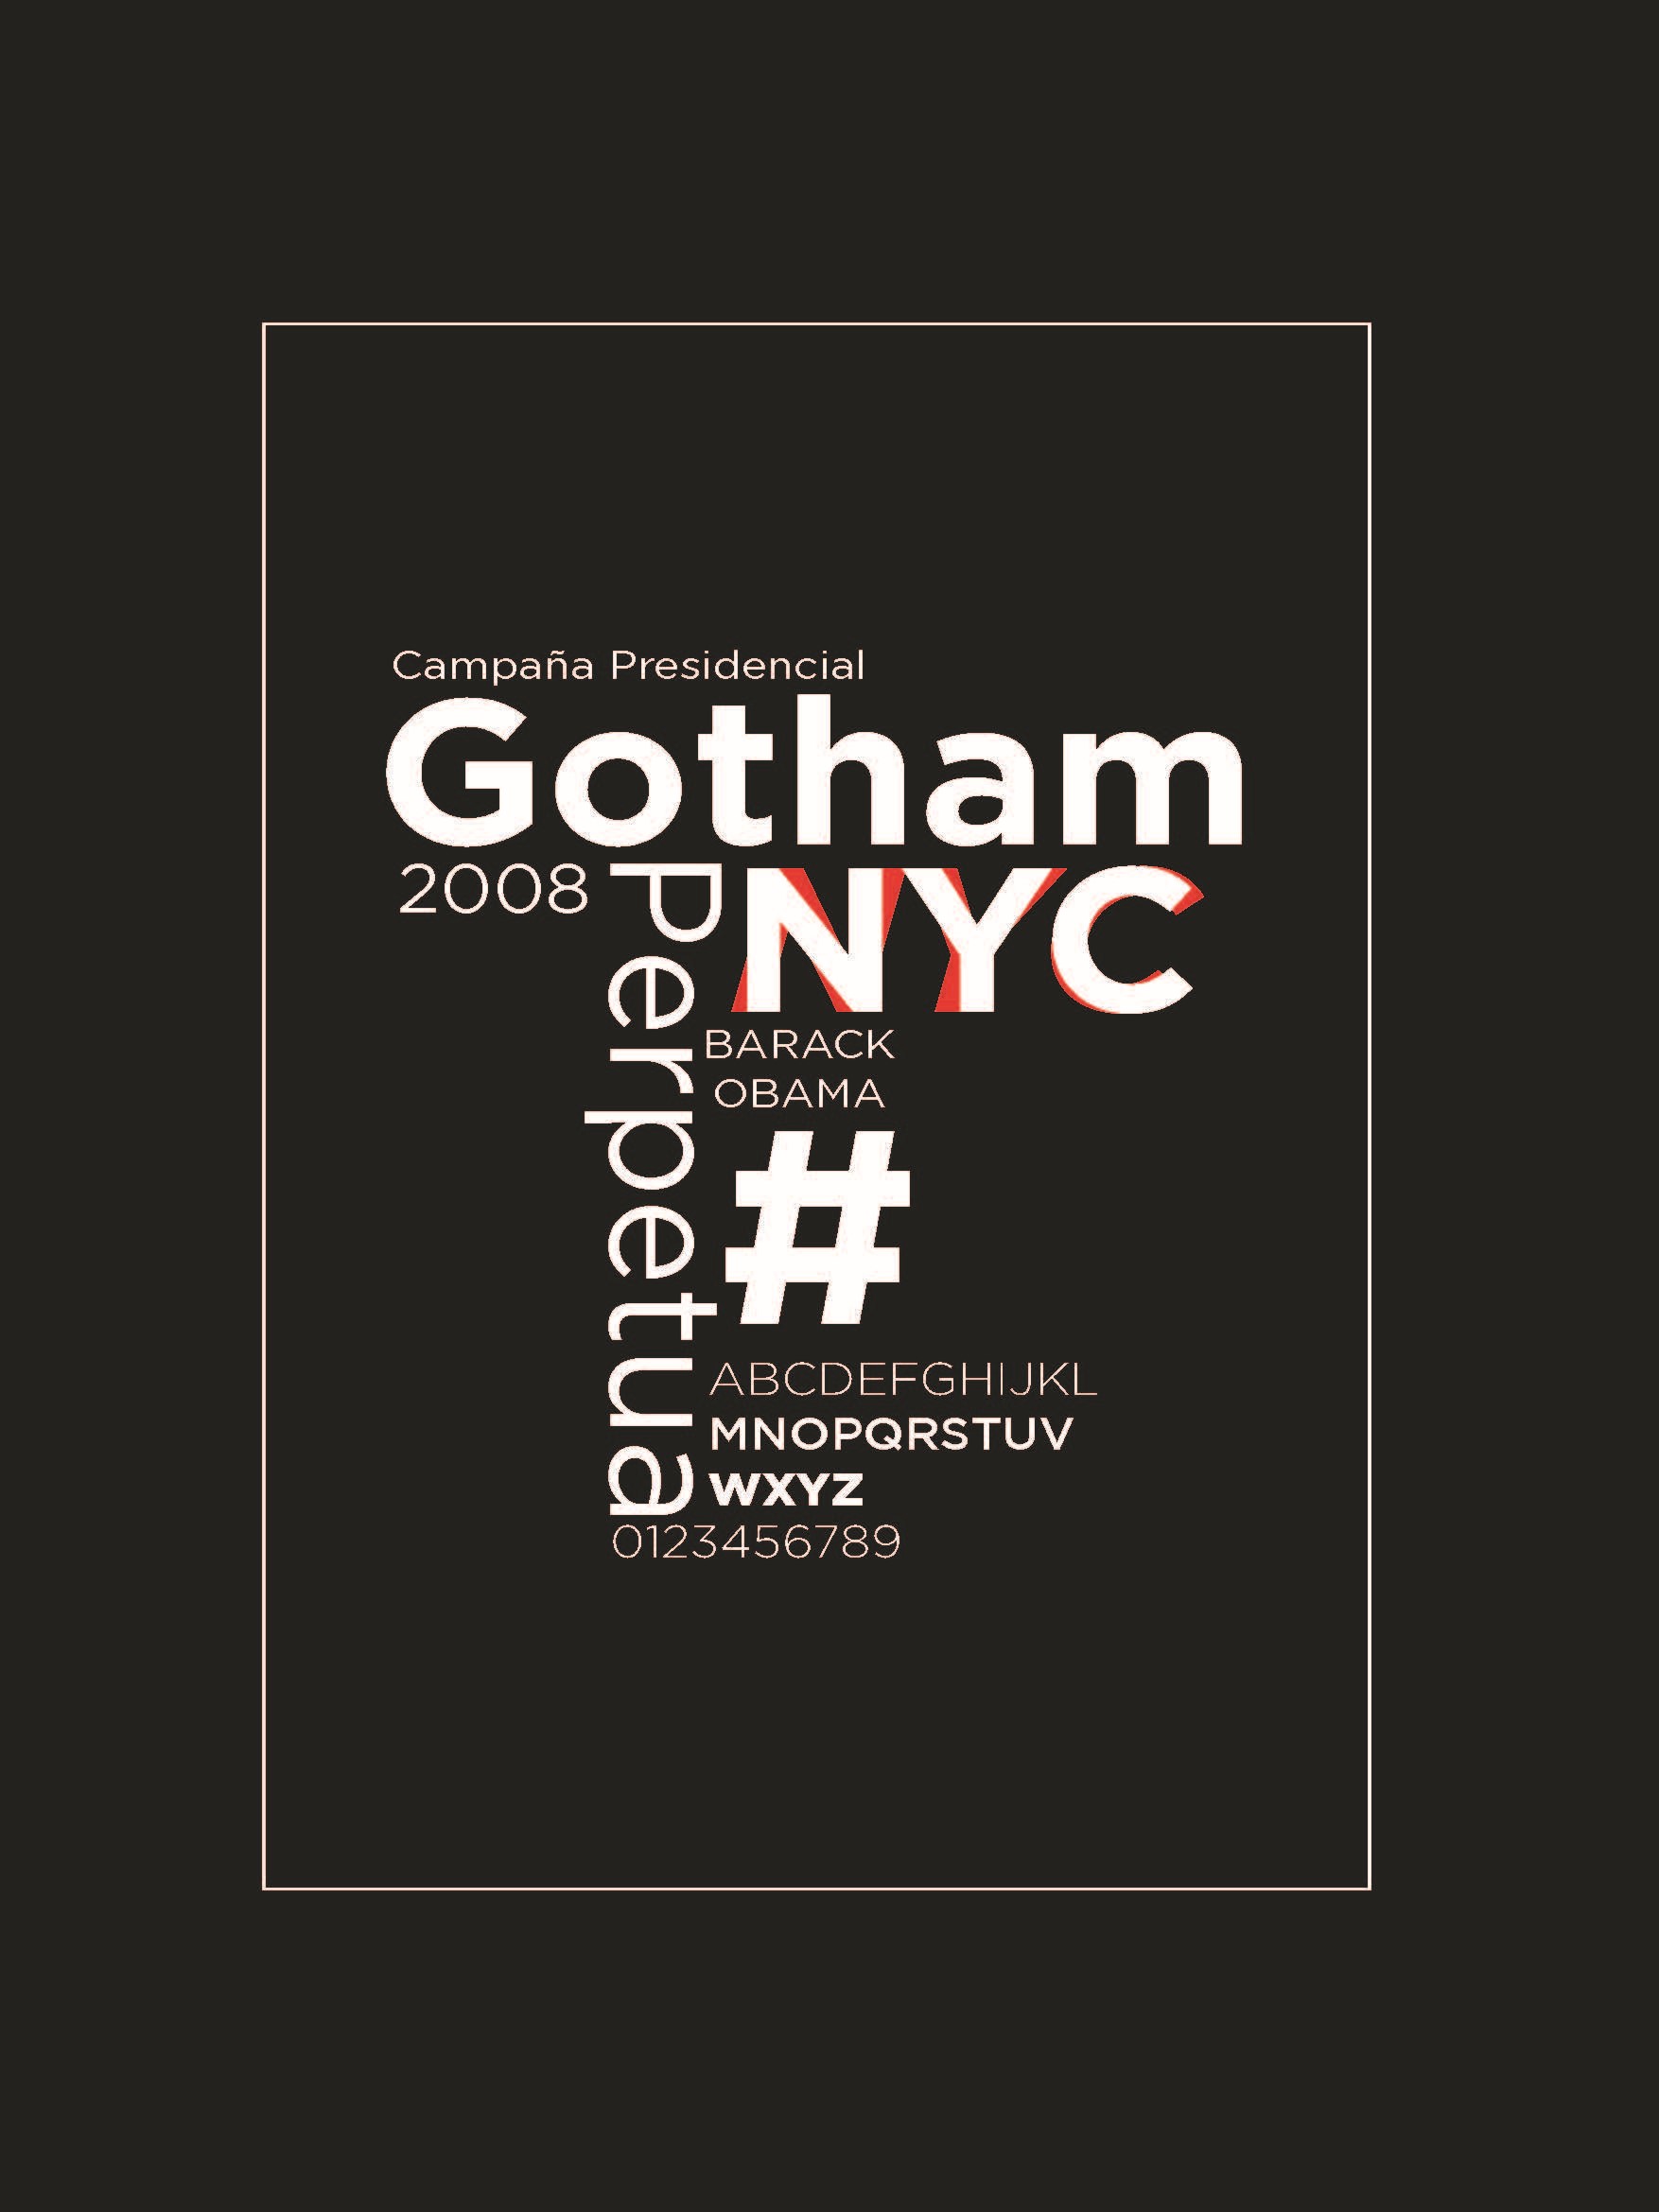 Campaña Presidencial
Gotham
2008
Perpetua
NYC
BARACK
OBAMA
#
ABCDEFGHIJKL
MNOPQRSTUV
WXYZ
0123456789